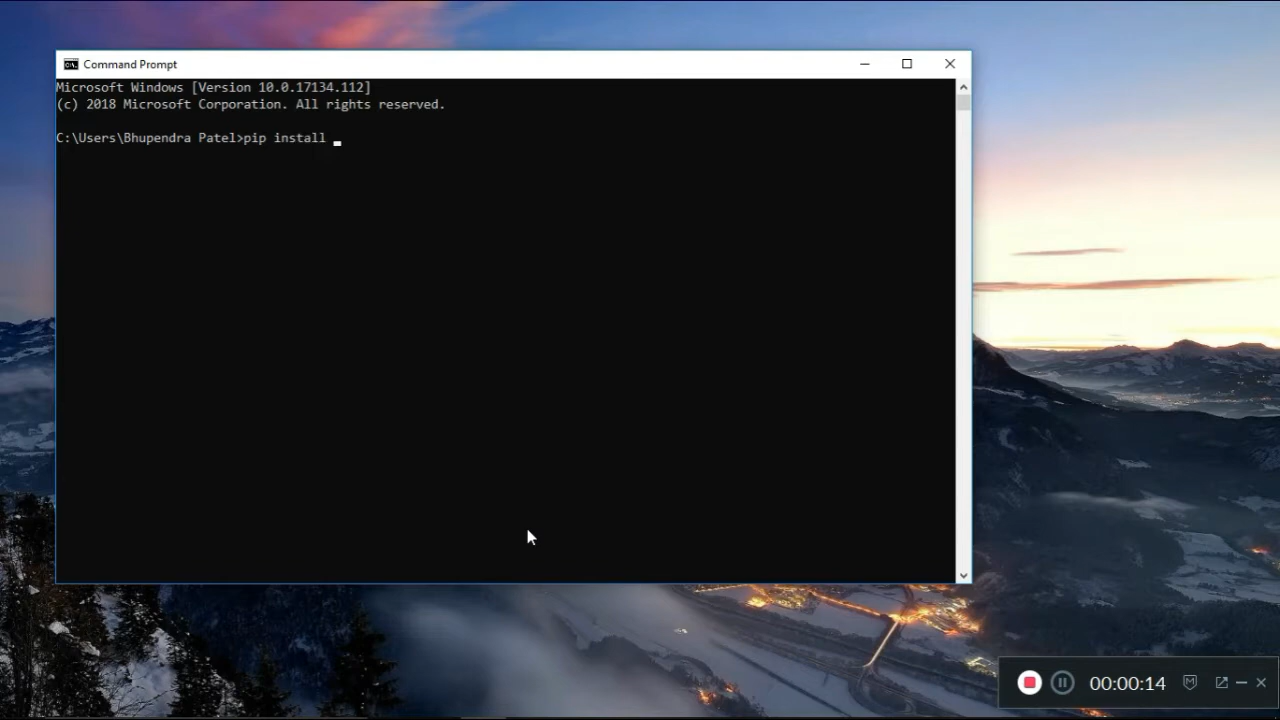 Command Prompt
Microsoft Windows [Version 10.0.17134.112]
(c) 2018 Microsoft Corporation. All rights reserved.
C:\Users\Bhupendra Patel>pip install
00:00:14